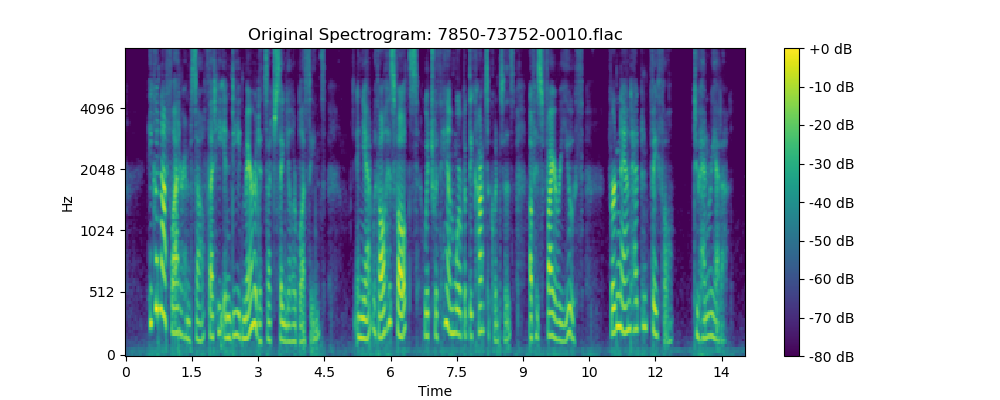 Original Spectrogram: 7850-73752-0010.flac
Hz
4096
2048
1024
512
0
0 1.5 3 4.5 6 7.5 9 10 12 14
Time
+0 dB
-10 dB
-20 dB
-30 dB
-40 dB
-50 dB
-60 dB
-70 dB
-80 dB